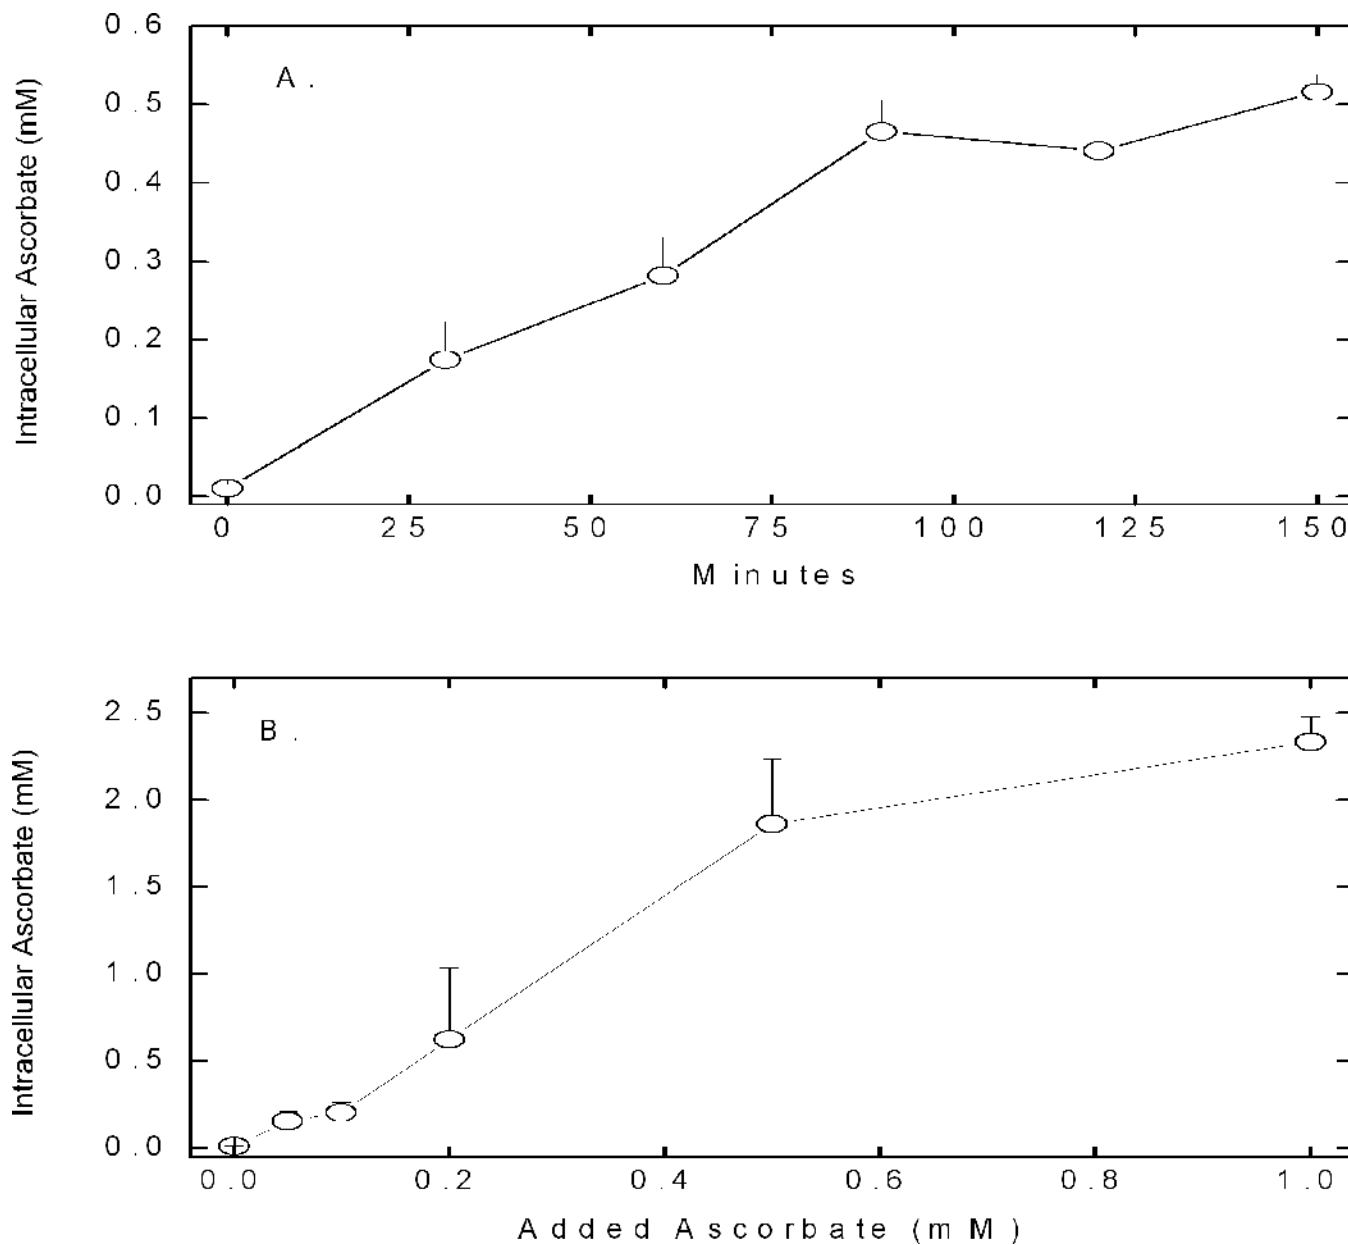 A.
Intracellular Ascorbate (mM)
0.6
0.5
0.4
0.3
0.2
0.1
0.0
0 25 50 75 100 125 150
Minutes
B.
Intracellular Ascorbate (mM)
2.5
2.0
1.5
1.0
0.5
0.0
0.0 0.2 0.4 0.6 0.8 1.0
Added Ascorbate (mM)